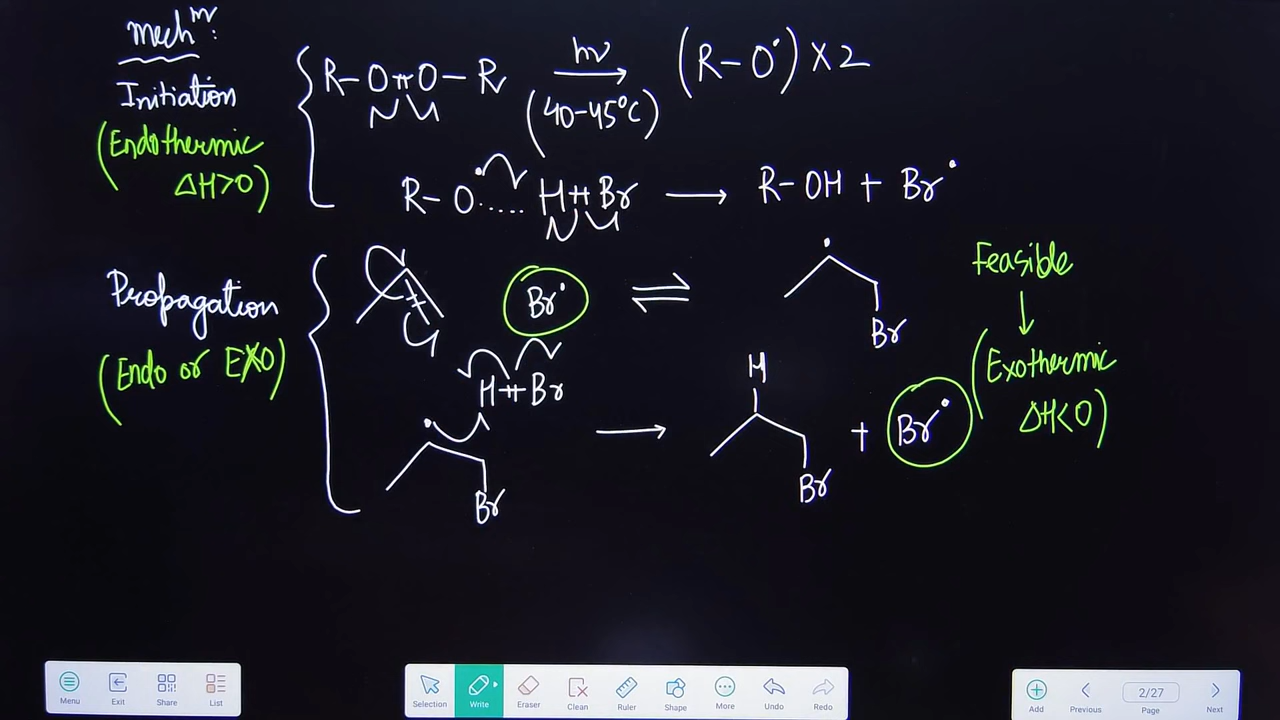 mechᵐ :
Initiation
(Endothermic
ΔH>0)
R-O-O-R hν (40-45°C) (R-O•)×2
R-O•..... H-Br → R-OH + Br•
Propagation
(Endo or EXO)
Br• ⇌ Br
Feasible
↓
(Exothermic
ΔH<0)
H-Br
Br → H Br + Br•
Menu Exit Share List
Selection Write Eraser Clean Ruler Shape More Undo Redo
Add Previous 2/27 Page Next